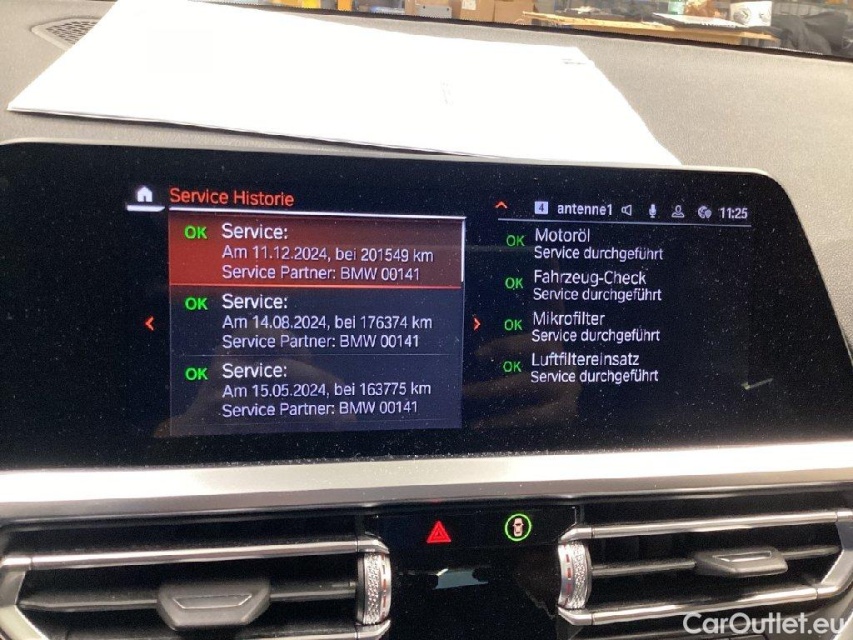 Service Historie
OK Service:
Am 11.12.2024, bei 201549 km
Service Partner: BMW 00141
OK Service:
Am 14.08.2024, bei 176374 km
Service Partner: BMW 00141
OK Service:
Am 15.05.2024, bei 163775 km
Service Partner: BMW 00141
4 antenne1 11:25
OK Motoröl
Service durchgeführt
OK Fahrzeug-Check
Service durchgeführt
OK Mikrofilter
Service durchgeführt
OK Luftfiltereinsatz
Service durchgeführt
CarOutlet.eu